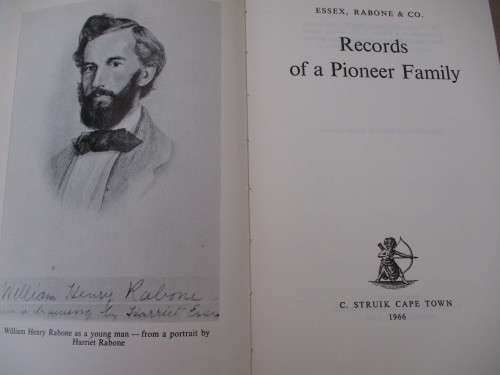 William Henry Rabone
a drawing by Harriet
William Henry Rabone as a young man — from a portrait by
Harriet Rabone
ESSEX, RABONE & CO.
Records
of a Pioneer Family
C. STRUIK CAPE TOWN
1966